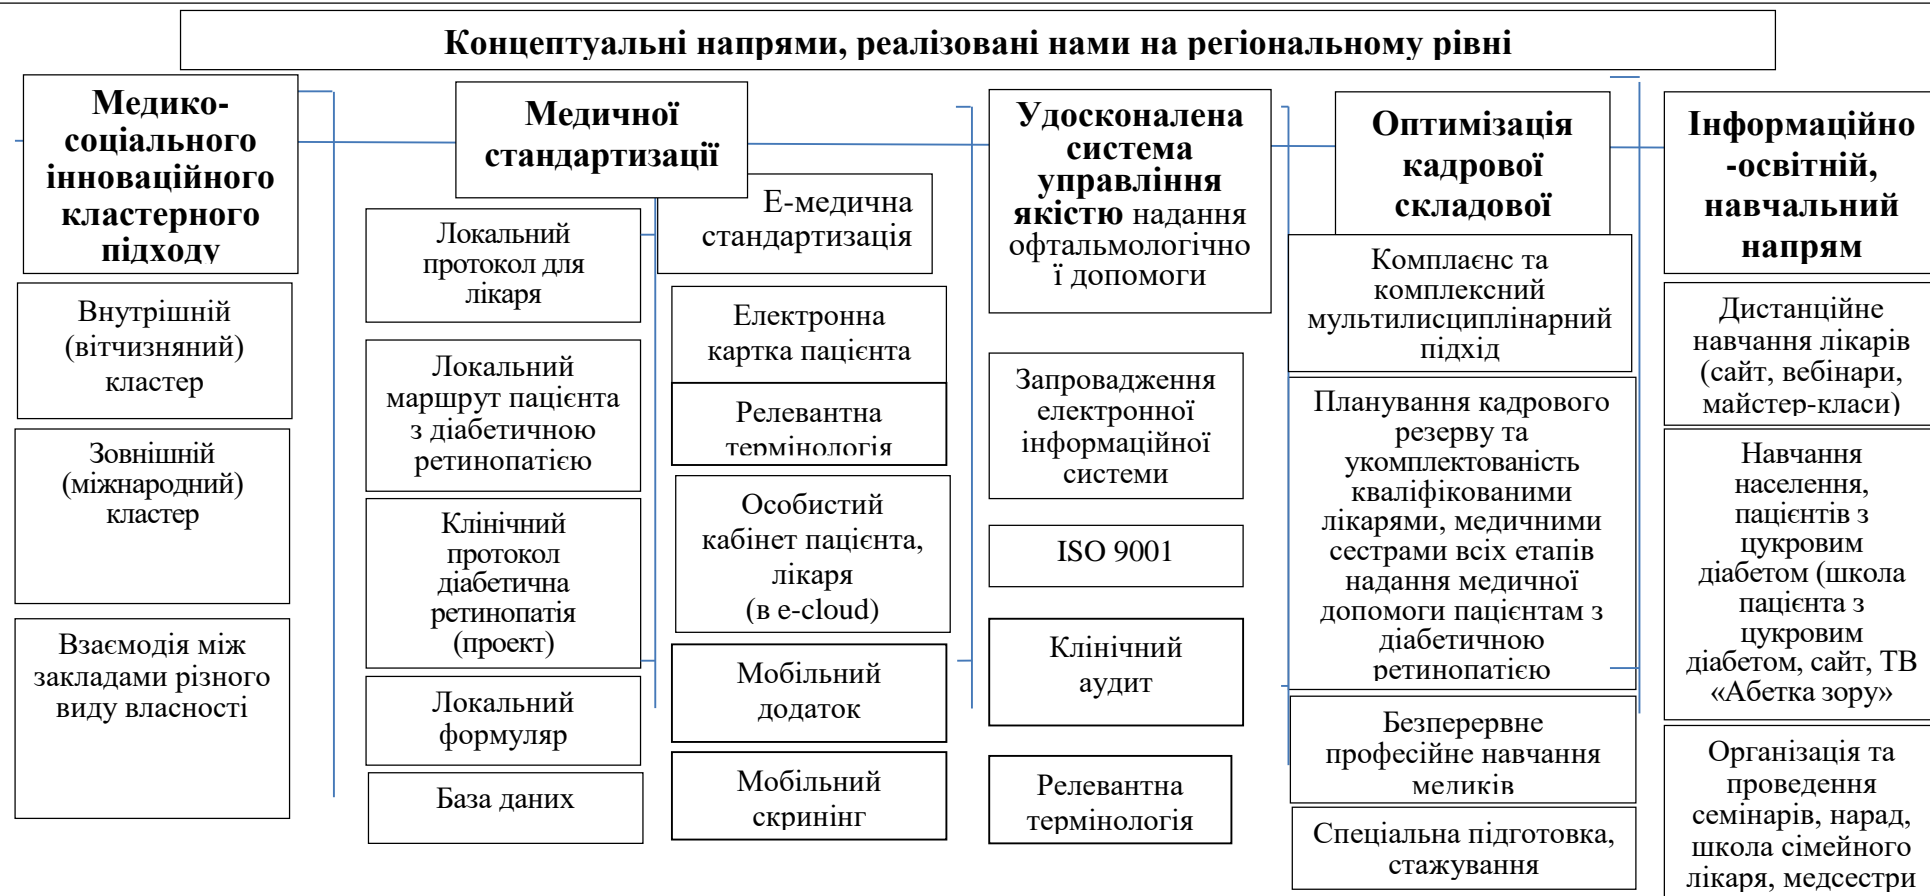 Концептуальні напрями, реалізовані нами на регіональному рівні
Медико-
соціального
інноваційного
кластерного
підходу
Внутрішній
(вітчизняний)
кластер
Зовнішній
(міжнародний)
кластер
Взаємодія між
закладами різного
виду власності
Медичної
стандартизації
Локальний
протокол для
лікаря
Локальний
маршрут пацієнта
з діабетичною
ретинопатією
Клінічний
протокол
діабетична
ретинопатія
(проект)
Локальний
формуляр
База даних
Е-медична
стандартизація
Електронна
картка пацієнта
Релевантна
термінологія
Особистий
кабінет пацієнта,
лікаря
(в e-cloud)
Мобільний
додаток
Мобільний
скринінг
Удосконалена
система
управління
якістю надання
офтальмологічно
ї допомоги
Запровадження
електронної
інформаційної
системи
ISO 9001
Клінічний
аудит
Релевантна
термінологія
Оптимізація
кадрової
складової
Комплаєнс та
комплексний
мультилисциплінарний
підхід
Планування кадрового
резерву та
укомплектованість
кваліфікованими
лікарями, медичними
сестрами всіх етапів
надання медичної
допомоги пацієнтам з
діабетичною
ретинопатією
Безперервне
професійне навчання
медиків
Спеціальна підготовка,
стажування
Інформаційно
-освітній,
навчальний
напрям
Дистанційне
навчання лікарів
(сайт, вебінари,
майстер-класи)
Навчання
населення,
пацієнтів з
цукровим
діабетом (школа
пацієнта з
цукровим
діабетом, сайт, ТВ
«Абетка зору»
Організація та
проведення
семінарів, нарад,
школа сімейного
лікаря, медсестри